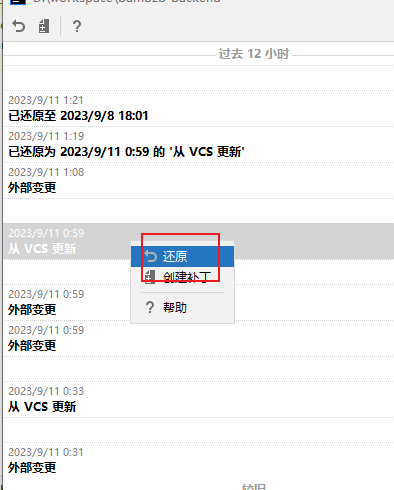 ?
过去 12 小时
2023/9/11 1:21
已还原至 2023/9/8 18:01
2023/9/11 1:19
已还原为 2023/9/11 0:59 的 '从 VCS 更新'
2023/9/11 1:08
外部变更
2023/9/11 0:59
从 VCS 更新
还原
创建补丁
? 帮助
2023/9/11 0:59
外部变更
2023/9/11 0:59
外部变更
2023/9/11 0:33
从 VCS 更新
2023/9/11 0:31
外部变更